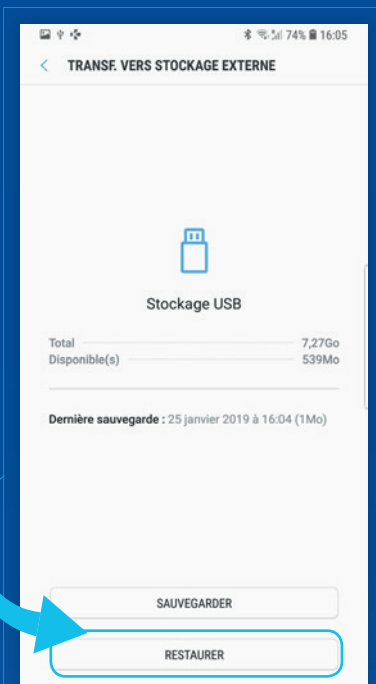 74% 16:05
TRANSF. VERS STOCKAGE EXTERNE
Stockage USB
Total 7,27Go
Disponible(s) 539Mo
Dernière sauvegarde : 25 janvier 2019 à 16:04 (1Mo)
SAUVEGARDER
RESTAURER